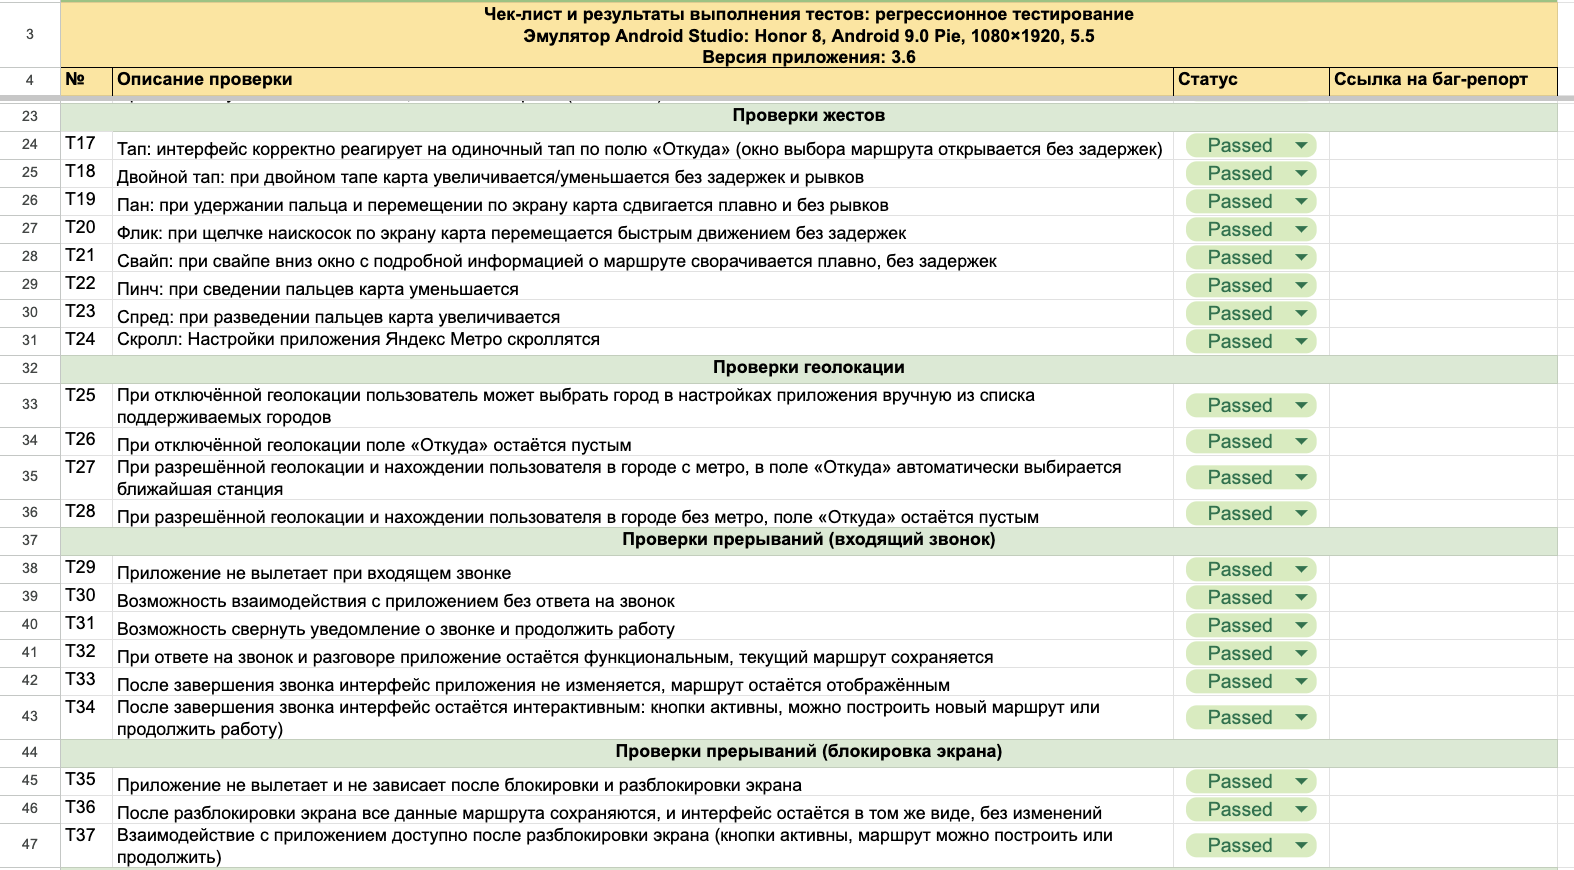 3
Чек-лист и результаты выполнения тестов: регрессионное тестирование
Эмулятор Android Studio: Honor 8, Android 9.0 Pie, 1080×1920, 5.5
Версия приложения: 3.6
4 № Описание проверки Статус Ссылка на баг-репорт
23 Проверки жестов
24 T17 Тап: интерфейс корректно реагирует на одиночный тап по полю «Откуда» (окно выбора маршрута открывается без задержек) Passed
25 T18 Двойной тап: при двойном тапе карта увеличивается/уменьшается без задержек и рывков Passed
26 T19 Пан: при удержании пальца и перемещении по экрану карта сдвигается плавно и без рывков Passed
27 T20 Флик: при щелчке наискосок по экрану карта перемещается быстрым движением без задержек Passed
28 T21 Свайп: при свайпе вниз окно с подробной информацией о маршруте сворачивается плавно, без задержек Passed
29 T22 Пинч: при сведении пальцев карта уменьшается Passed
30 T23 Спред: при разведении пальцев карта увеличивается Passed
31 T24 Скролл: Настройки приложения Яндекс Метро скроллятся Passed
32 Проверки геолокации
33 T25 При отключённой геолокации пользователь может выбрать город в настройках приложения вручную из списка
поддерживаемых городов Passed
34 T26 При отключённой геолокации поле «Откуда» остаётся пустым Passed
35 T27 При разрешённой геолокации и нахождении пользователя в городе с метро, в поле «Откуда» автоматически выбирается
ближайшая станция Passed
36 T28 При разрешённой геолокации и нахождении пользователя в городе без метро, поле «Откуда» остаётся пустым Passed
37 Проверки прерываний (входящий звонок)
38 T29 Приложение не вылетает при входящем звонке Passed
39 T30 Возможность взаимодействия с приложением без ответа на звонок Passed
40 T31 Возможность свернуть уведомление о звонке и продолжить работу Passed
41 T32 При ответе на звонок и разговоре приложение остаётся функциональным, текущий маршрут сохраняется Passed
42 T33 После завершения звонка интерфейс приложения не изменяется, маршрут остаётся отображённым Passed
43 T34 После завершения звонка интерфейс остаётся интерактивным: кнопки активны, можно построить новый маршрут или
продолжить работу) Passed
44 Проверки прерываний (блокировка экрана)
45 T35 Приложение не вылетает и не зависает после блокировки и разблокировки экрана Passed
46 T36 После разблокировки экрана все данные маршрута сохраняются, и интерфейс остаётся в том же виде, без изменений Passed
47 T37 Взаимодействие с приложением доступно после разблокировки экрана (кнопки активны, маршрут можно построить или
продолжить) Passed